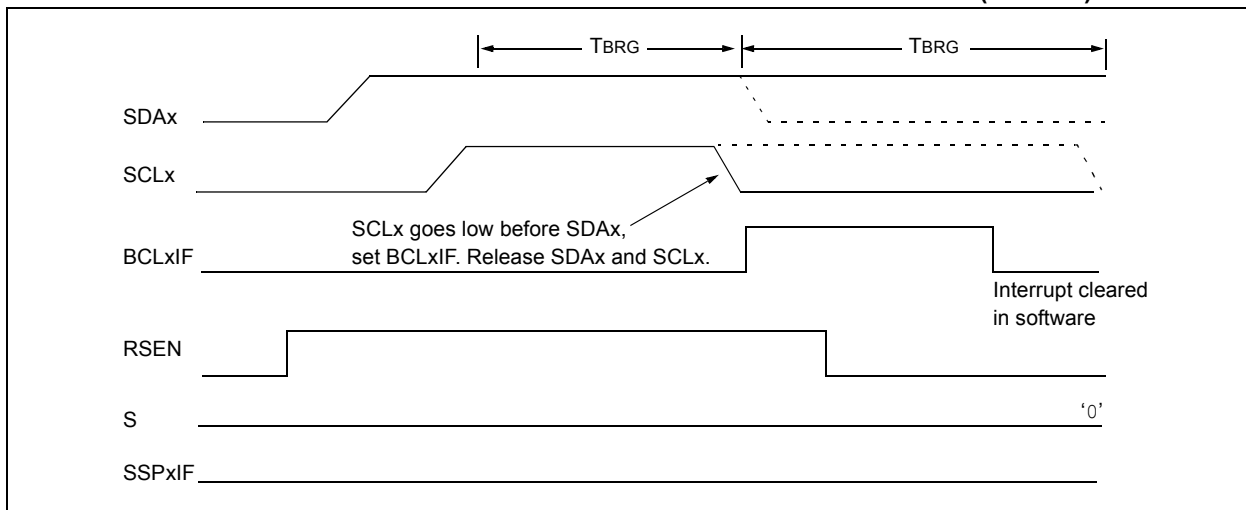 TBRG TBRG
SDAx
SCLx
SCLx goes low before SDAx,
set BCLxIF. Release SDAx and SCLx.
BCLxIF
Interrupt cleared
in software
RSEN
S
‘0’
SSPxIF